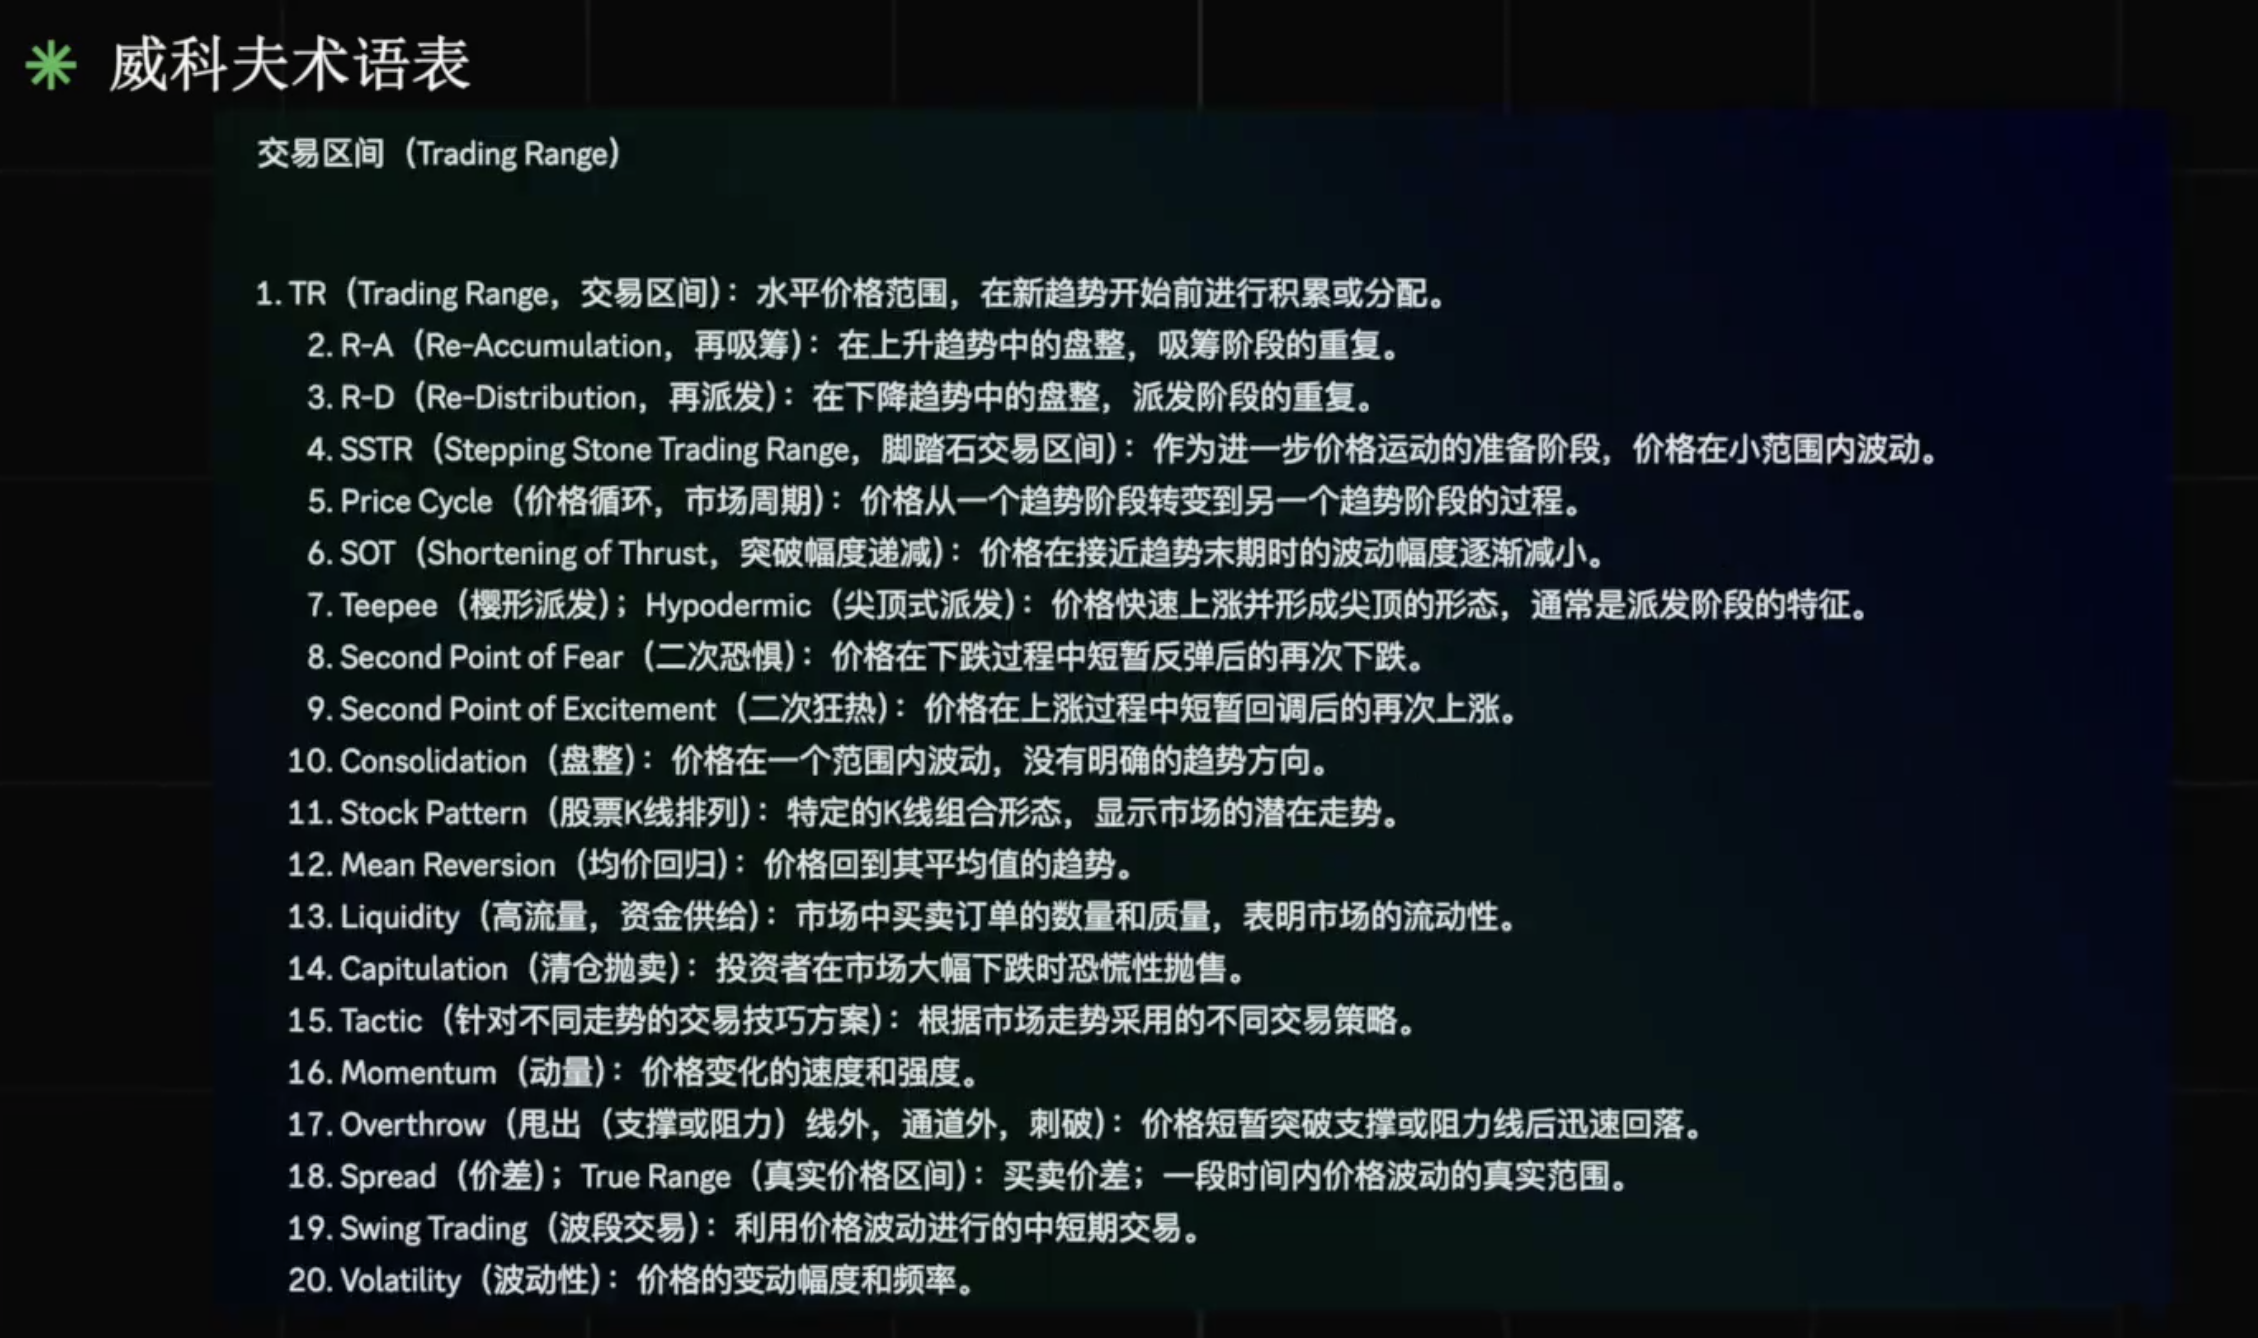 威科夫术语表
交易区间（Trading Range）
1. TR（Trading Range，交易区间）：水平价格范围，在新趋势开始前进行积累或分配。
2. R-A（Re-Accumulation，再吸筹）：在上升趋势中的盘整，吸筹阶段的重复。
3. R-D（Re-Distribution，再派发）：在下降趋势中的盘整，派发阶段的重复。
4. SSTR（Stepping Stone Trading Range，脚踏石交易区间）：作为进一步价格运动的准备阶段，价格在小范围内波动。
5. Price Cycle（价格循环，市场周期）：价格从一个趋势阶段转变到另一个趋势阶段的过程。
6. SOT（Shortening of Thrust，突破幅度递减）：价格在接近趋势末期时的波动幅度逐渐减小。
7. Teepee（樱形派发）；Hypodermic（尖顶式派发）：价格快速上涨并形成尖顶的形态，通常是派发阶段的特征。
8. Second Point of Fear（二次恐惧）：价格在下跌过程中短暂反弹后的再次下跌。
9. Second Point of Excitement（二次狂热）：价格在上涨过程中短暂回调后的再次上涨。
10. Consolidation（盘整）：价格在一个范围内波动，没有明确的趋势方向。
11. Stock Pattern（股票K线排列）：特定的K线组合形态，显示市场的潜在走势。
12. Mean Reversion（均价回归）：价格回到其平均值的趋势。
13. Liquidity（高流量，资金供给）：市场中买卖订单的数量和质量，表明市场的流动性。
14. Capitulation（清仓抛卖）：投资者在市场大幅下跌时恐慌性抛售。
15. Tactic（针对不同走势的交易技巧方案）：根据市场走势采用的不同交易策略。
16. Momentum（动量）：价格变化的速度和强度。
17. Overthrow（甩出（支撑或阻力）线外，通道外，刺破）：价格短暂突破支撑或阻力线后迅速回落。
18. Spread（价差）；True Range（真实价格区间）：买卖价差；一段时间内价格波动的真实范围。
19. Swing Trading（波段交易）：利用价格波动进行的中短期交易。
20. Volatility（波动性）：价格的变动幅度和频率。